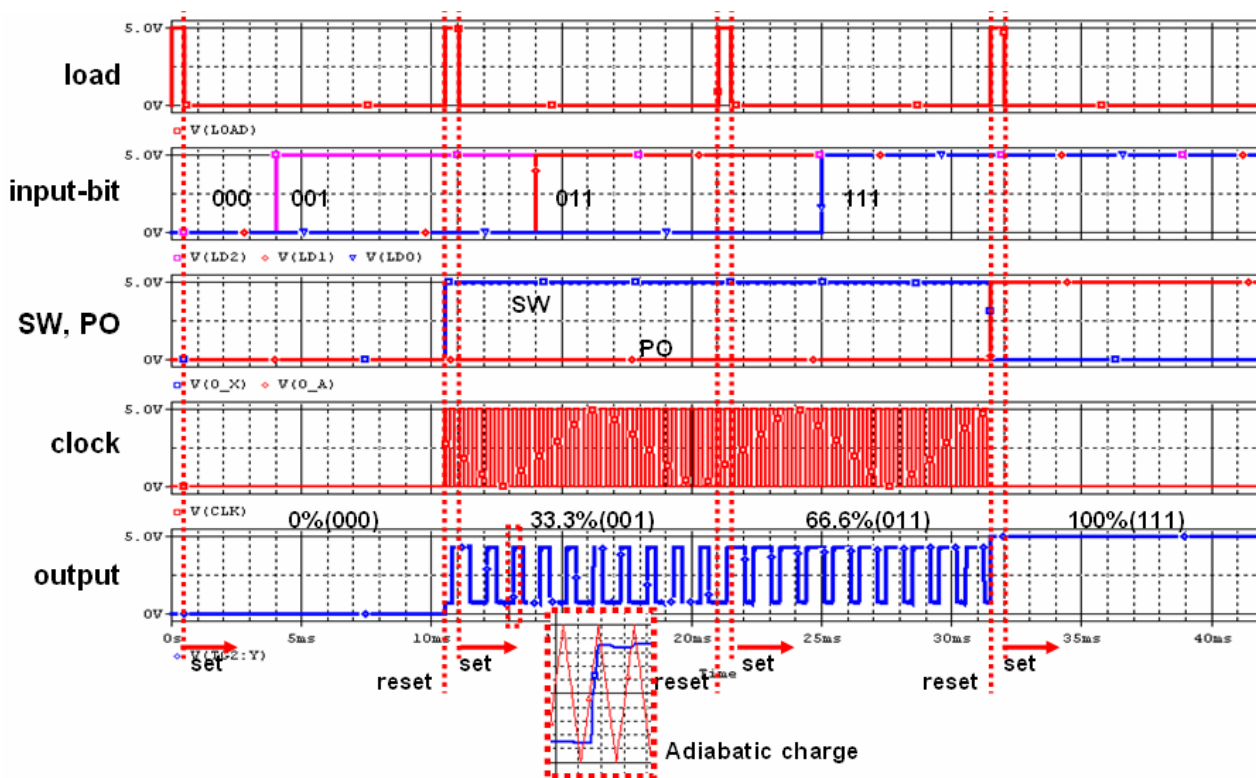 5.0V
load
0V
V(LOAD)
5.0V
input-bit
000 001 011 111
0V
V(LD2) V(LD1) V(LD0)
5.0V
SW
SW, PO
PO
0V
V(O_X) V(O_A)
5.0V
clock
0V
V(CLK)
0%(000) 33.3%(001) 66.6%(011) 100%(111)
5.0V
output
0V
0s 5ms 10ms 20ms 25ms 30ms 35ms 40ms
set set set set
reset reset reset
Time
Adiabatic charge